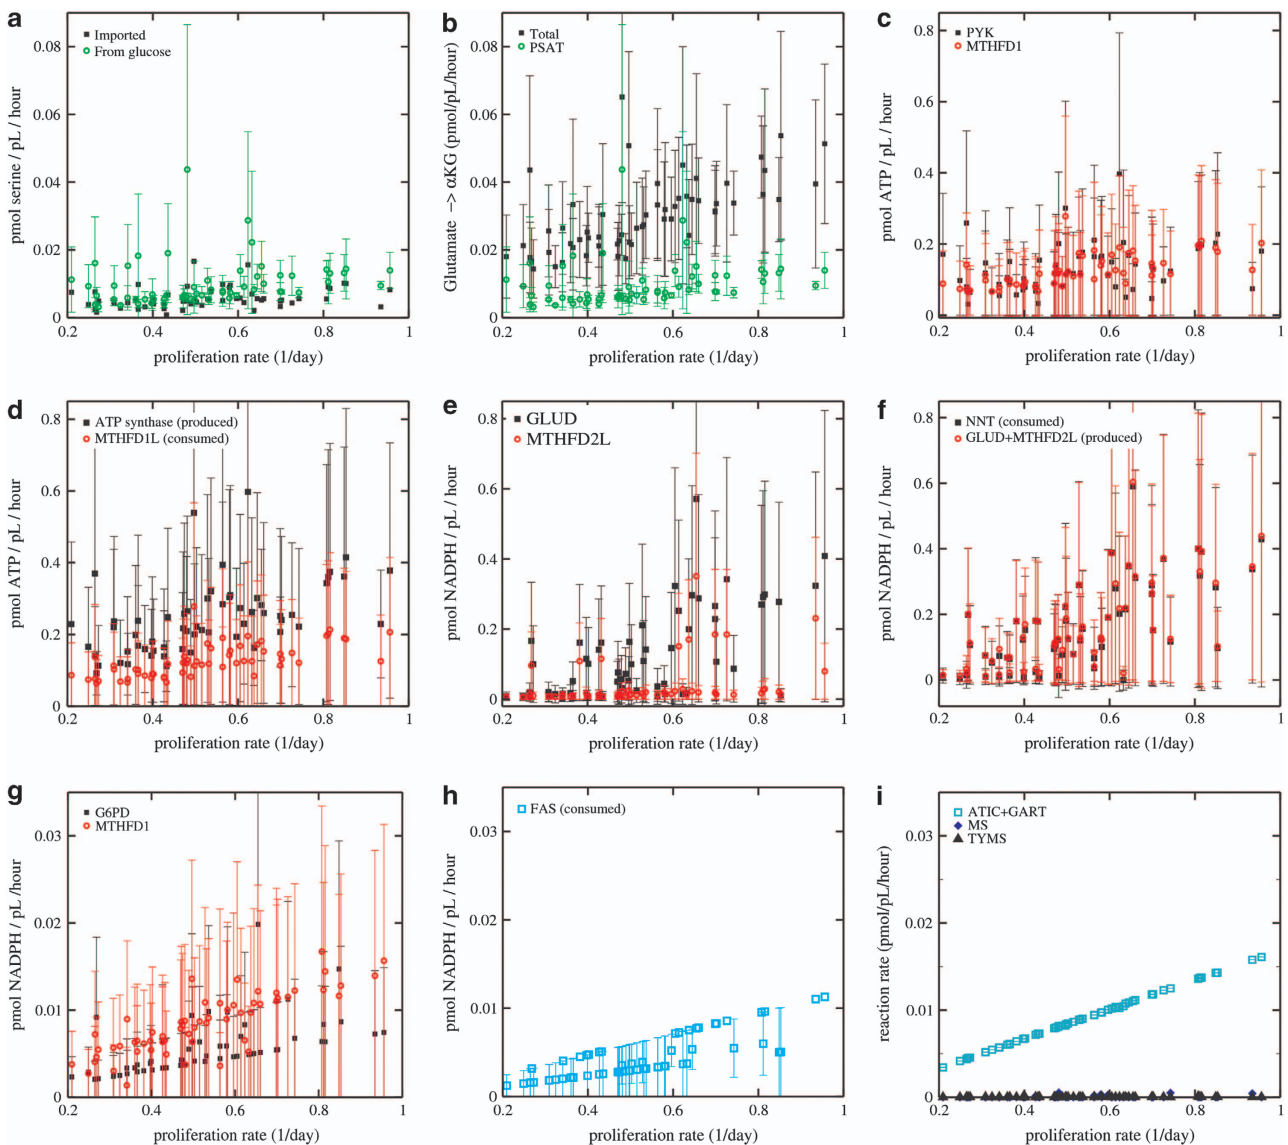 a
Imported
From glucose
pmol serine / pL / hour
0.08
0.06
0.04
0.02
0
0.2 0.4 0.6 0.8 1
proliferation rate (1/day)
b
Total
PSAT
Glutamate −> αKG (pmol/pL/hour)
0.08
0.06
0.04
0.02
0
0.2 0.4 0.6 0.8 1
proliferation rate (1/day)
c
PYK
MTHFD1
pmol ATP / pL / hour
0.8
0.6
0.4
0.2
0
0.2 0.4 0.6 0.8 1
proliferation rate (1/day)
d
ATP synthase (produced)
MTHFD1L (consumed)
pmol ATP / pL / hour
0.8
0.6
0.4
0.2
0
0.2 0.4 0.6 0.8 1
proliferation rate (1/day)
e
GLUD
MTHFD2L
pmol NADPH / pL / hour
0.8
0.6
0.4
0.2
0
0.2 0.4 0.6 0.8 1
proliferation rate (1/day)
f
NNT (consumed)
GLUD+MTHFD2L (produced)
pmol NADPH / pL / hour
0.8
0.6
0.4
0.2
0
0.2 0.4 0.6 0.8 1
proliferation rate (1/day)
g
G6PD
MTHFD1
pmol NADPH / pL / hour
0.03
0.02
0.01
0
0.2 0.4 0.6 0.8 1
proliferation rate (1/day)
h
FAS (consumed)
pmol NADPH / pL / hour
0.03
0.02
0.01
0
0.2 0.4 0.6 0.8 1
proliferation rate (1/day)
i
ATIC+GART
MS
TYMS
reaction rate (pmol/pL/hour)
0.03
0.02
0.01
0
0.2 0.4 0.6 0.8 1
proliferation rate (1/day)